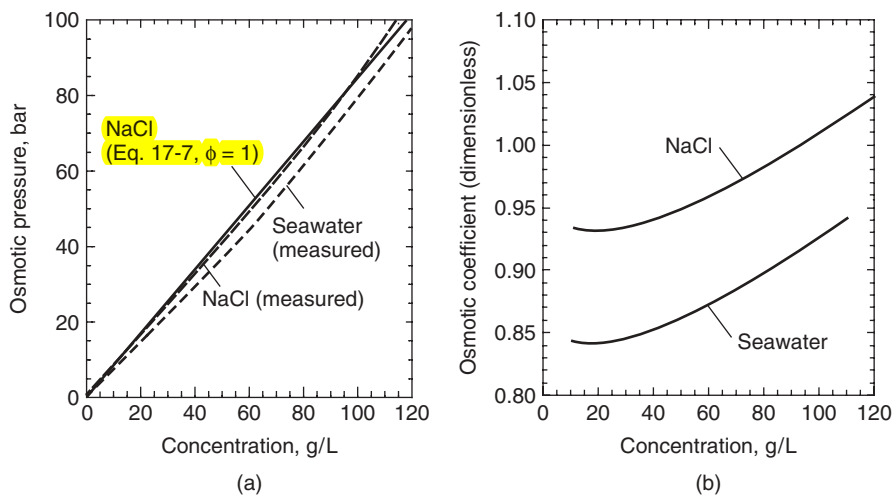 100
80
60
40
20
0
Osmotic pressure, bar
NaCl
(Eq. 17-7, ϕ = 1)
Seawater
(measured)
NaCl (measured)
0 20 40 60 80 100 120
Concentration, g/L
(a)
1.10
1.05
1.00
0.95
0.90
0.85
0.80
Osmotic coefficient (dimensionless)
NaCl
Seawater
0 20 40 60 80 100 120
Concentration, g/L
(b)